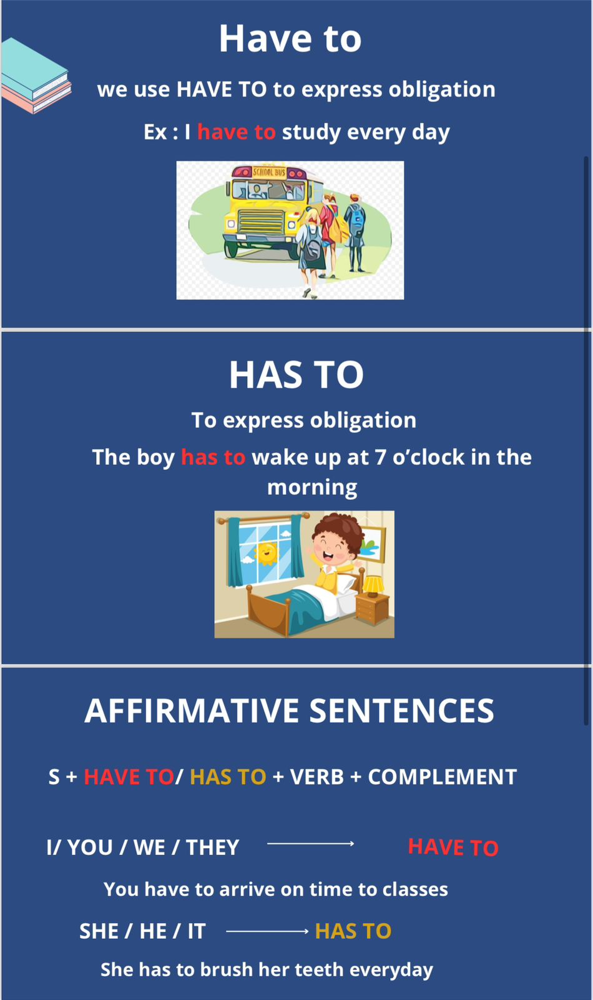 Have to
we use HAVE TO to express obligation
Ex : I have to study every day
SCHOOL BUS
HAS TO
To express obligation
The boy has to wake up at 7 o’clock in the
morning
AFFIRMATIVE SENTENCES
S + HAVE TO/ HAS TO + VERB + COMPLEMENT
I/ YOU / WE / THEY HAVE TO
You have to arrive on time to classes
SHE / HE / IT HAS TO
She has to brush her teeth everyday